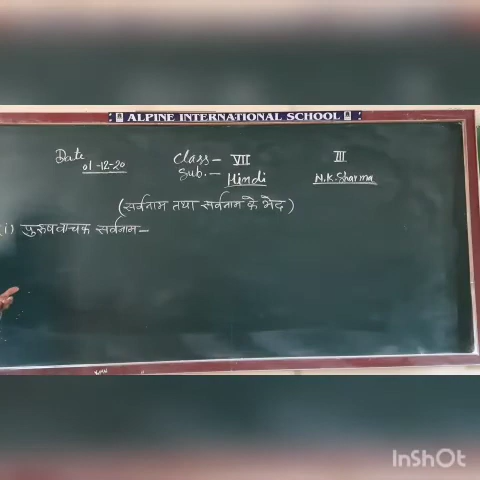 ALPINE INTERNATIONAL SCHOOL
Date 01-12-20 Class- VII III
Sub.- Hindi N.K.Sharma
(सर्वनाम तथा सर्वनाम के भेद)
(i) पुरुषवाचक सर्वनाम-
InShOt